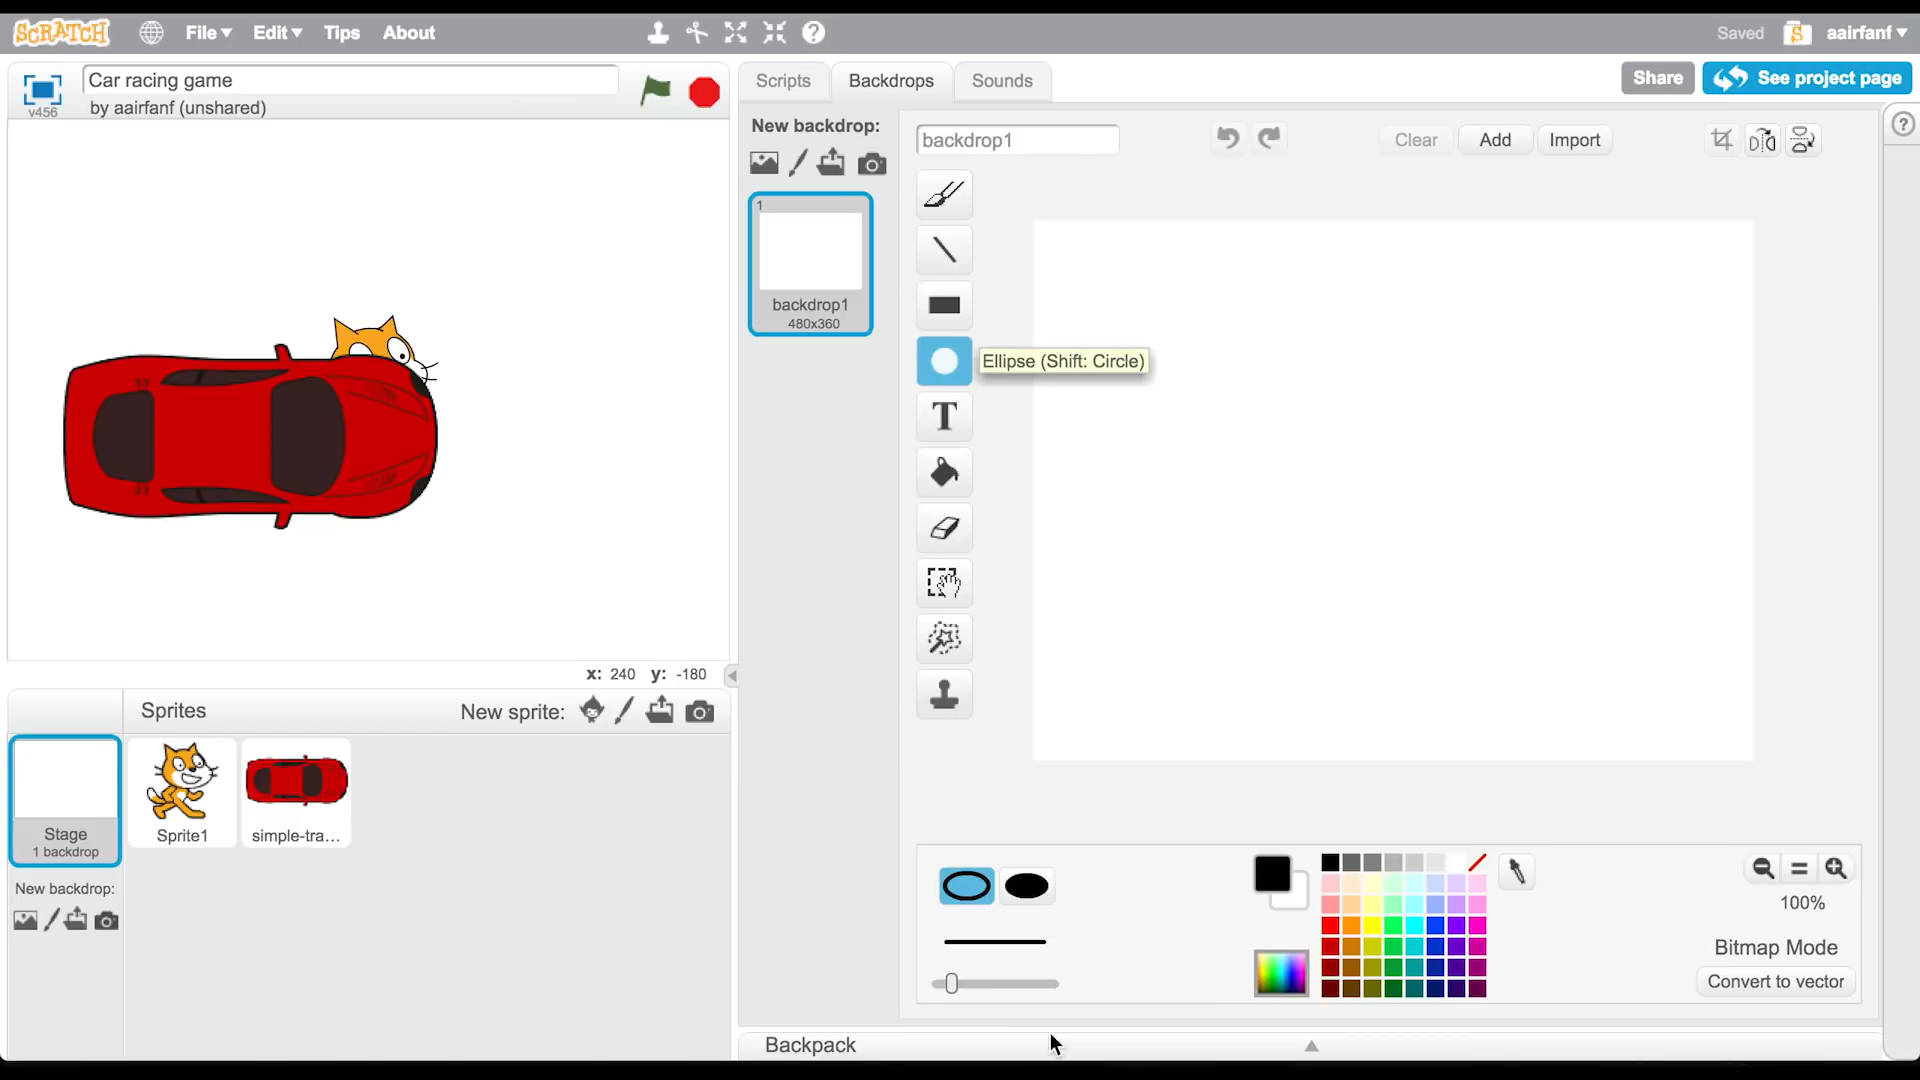 SCRATCH File Edit Tips About Saved aairfanf
v456
Car racing game
by aairfanf (unshared)
Scripts Backdrops Sounds
Share See project page
New backdrop:
backdrop1
Clear Add Import
1
backdrop1
480x360
Ellipse (Shift: Circle)
T
x: 240 y: -180
Sprites
New sprite:
Stage
1 backdrop
Sprite1
simple-tra...
New backdrop:
100%
Bitmap Mode
Convert to vector
Backpack